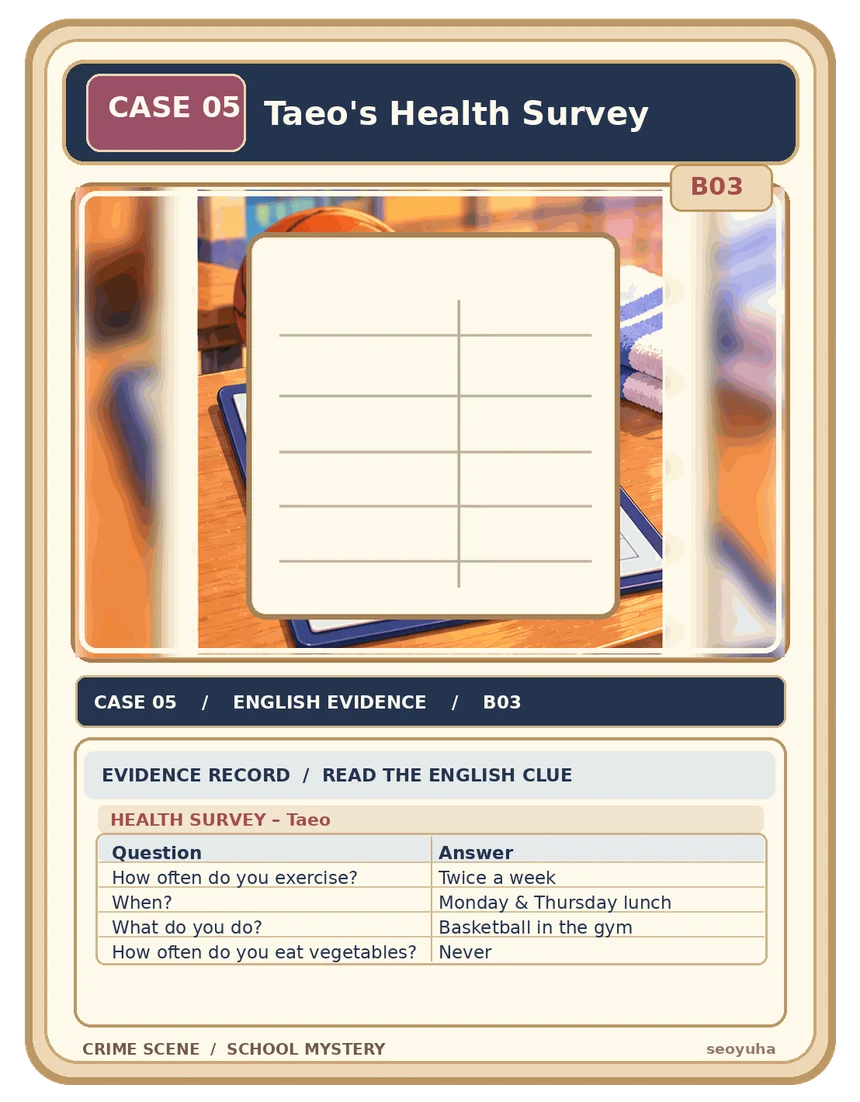 CASE 05 Taeo's Health Survey
B03
CASE 05 / ENGLISH EVIDENCE / B03
EVIDENCE RECORD / READ THE ENGLISH CLUE
HEALTH SURVEY – Taeo
Question Answer
How often do you exercise? Twice a week
When? Monday & Thursday lunch
What do you do? Basketball in the gym
How often do you eat vegetables? Never
CRIME SCENE / SCHOOL MYSTERY seoyuha